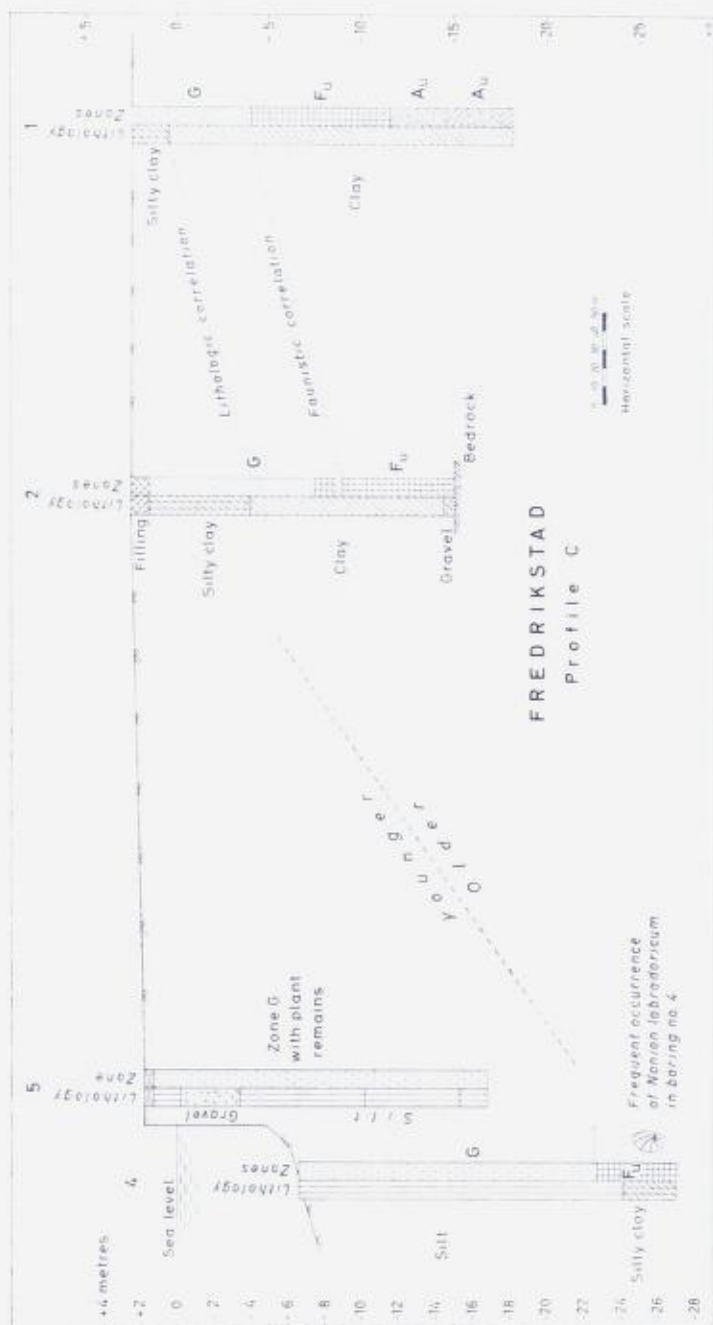 +4 metres
+2
0
-2
-4
-6
-8
-10
-12
-14
-16
-18
-20
-22
-24
-26
-28
4
Sea level
Lithology
Zones
G
Fu
Silt
Silty clay
Frequent occurrence
of Nonion labradoricum
in boring no. 4
5
Lithology
Zone
Gravel
Silt
Zone G
with plant
remains
younger
Older
2
Lithology
Zones
Filling
Silty clay
Clay
Gravel
Bedrock
G
Fu
FREDRIKSTAD
Profile C
Lithologic correlation
Faunistic correlation
Horizontal scale
1
Lithology
Zones
Silty clay
Clay
G
Fu
Au
Au
+5
0
-5
-10
-15
-20
-25